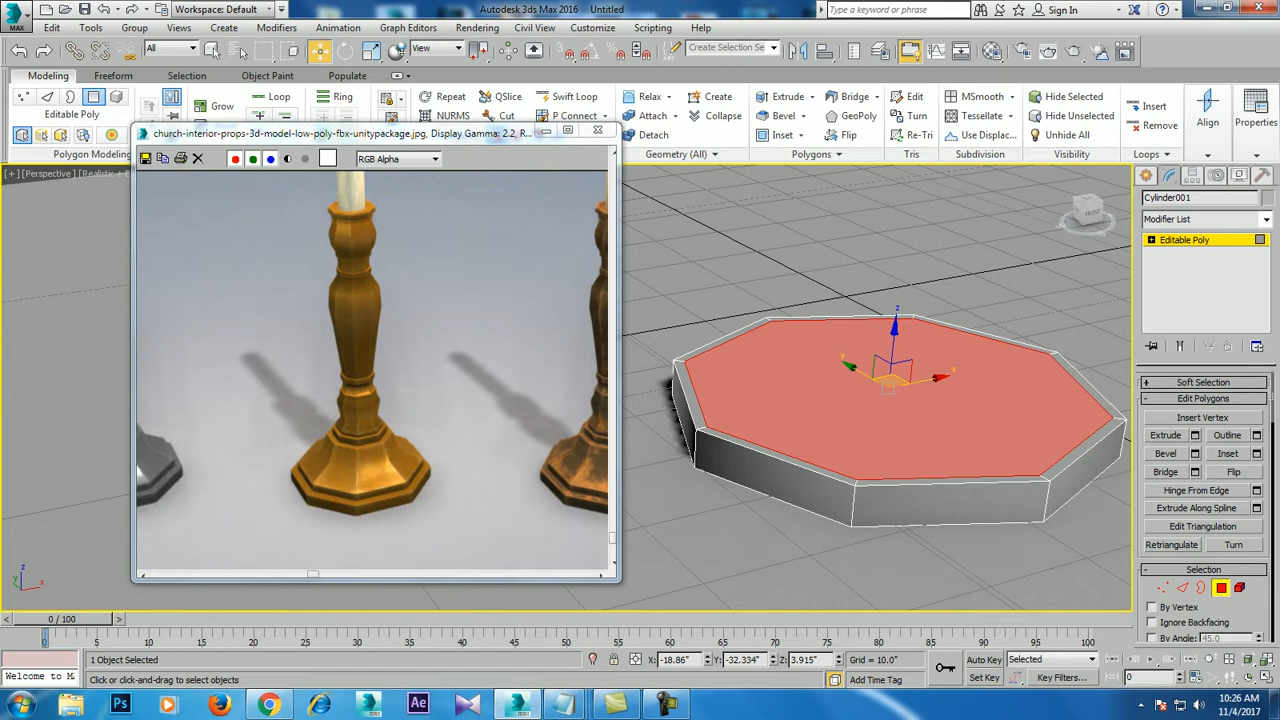 Workspace: Default
Autodesk 3ds Max 2016 Untitled
Type a keyword or phrase
Sign In
MAX
Edit Tools Group Views Create Modifiers Animation Graph Editors Rendering Civil View Customize Scripting Help
All
View
Create Selection Se
Modeling Freeform Selection Object Paint Populate
Grow Loop Ring Repeat QSlice Swift Loop Relax Create Extrude Bridge Edit MSmooth Hide Selected Insert
Editable Poly NURMS Cut P Connect Attach Collapse Bevel GeoPoly Turn Tessellate Hide Unselected Remove Align Properties
Detach Inset Flip Re-Tri Use Displac... Unhide All
Polygon Modeling Geometry (All) Polygons Tris Subdivision Visibility Loops
church-interior-props-3d-model-low-poly-fbx-unitypackage.jpg, Display Gamma: 2.2, R...
RGB Alpha
[+] [Perspective] [Realistic + E
FRONT
z
y
x
z
y
x
Cylinder001
Modifier List
Editable Poly
Soft Selection
Edit Polygons
Insert Vertex
Extrude Outline
Bevel Inset
Bridge Flip
Hinge From Edge
Extrude Along Spline
Edit Triangulation
Retriangulate Turn
Selection
By Vertex
Ignore Backfacing
By Angle: 45.0
< 0 / 100 >
0 5 10 15 20 25 30 35 40 45 50 55 60 65 70 75 80 85 90 95 100
1 Object Selected X: -18.86" Y: -32.334" Z: 3.915" Grid = 10.0" Auto Key Selected
Welcome to M Click or click-and-drag to select objects Add Time Tag Set Key Key Filters... 0
Ps
Ae
10:26 AM
11/4/2017